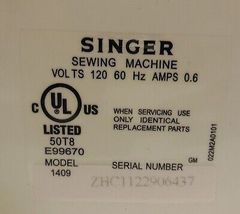 SINGER
SEWING MACHINE
VOLTS 120 60 Hz AMPS 0.6
C UL US
LISTED
50T8
E99670
MODEL
1409
WHEN SERVICING USE
ONLY IDENTICAL
REPLACEMENT PARTS
SERIAL NUMBER
GM
022M2A0101
ZHC1122906437